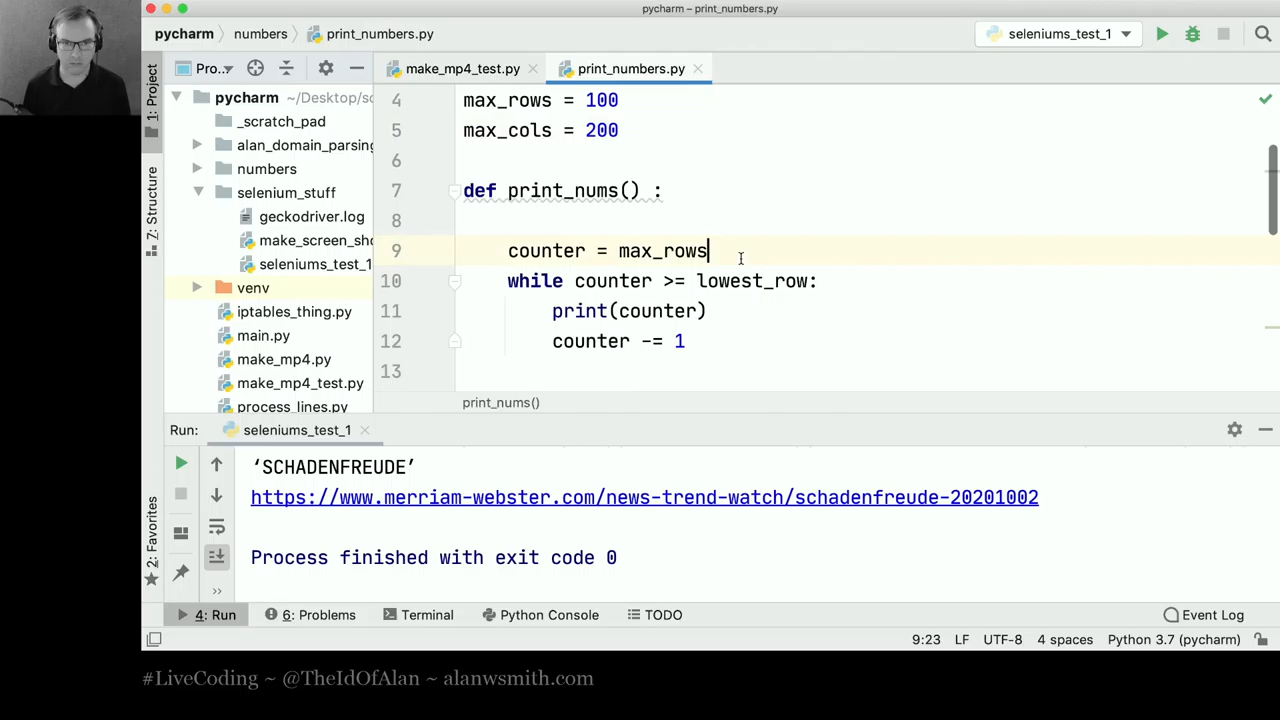 pycharm – print_numbers.py
pycharm numbers print_numbers.py seleniums_test_1
1: Project
7: Structure
2: Favorites
Pro...
pycharm ~/Desktop/sc
_scratch_pad
alan_domain_parsing
numbers
selenium_stuff
geckodriver.log
make_screen_sho
seleniums_test_1
venv
iptables_thing.py
main.py
make_mp4.py
make_mp4_test.py
process_lines.py
make_mp4_test.py print_numbers.py
4 max_rows = 100
5 max_cols = 200
6
7 def print_nums() :
8
9 counter = max_rows
10 while counter >= lowest_row:
11 print(counter)
12 counter -= 1
13
print_nums()
Run: seleniums_test_1
‘SCHADENFREUDE’
https://www.merriam-webster.com/news-trend-watch/schadenfreude-20201002
Process finished with exit code 0
4: Run 6: Problems Terminal Python Console TODO Event Log
9:23 LF UTF-8 4 spaces Python 3.7 (pycharm)
#LiveCoding ~ @TheIdOfAlan ~ alanwsmith.com